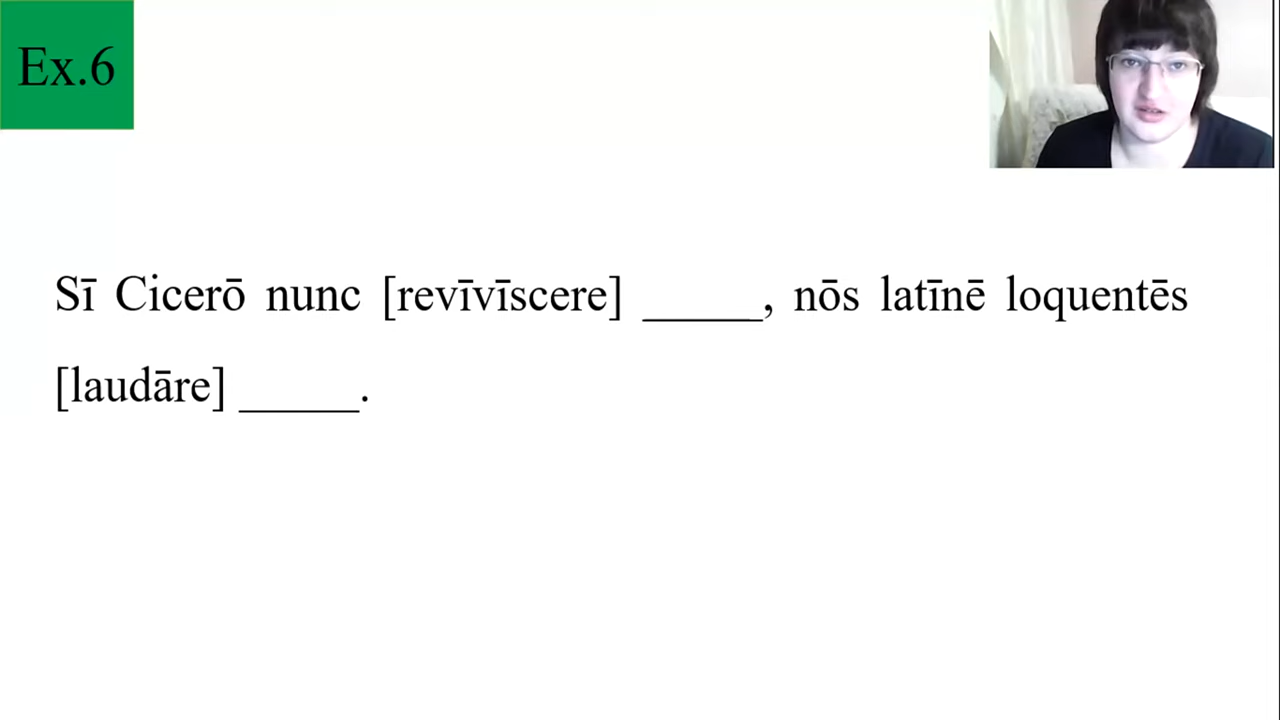 Ex.6
Sī Cicerō nunc [revīvīscere] _____, nōs latīnē loquentēs
[laudāre] _____.